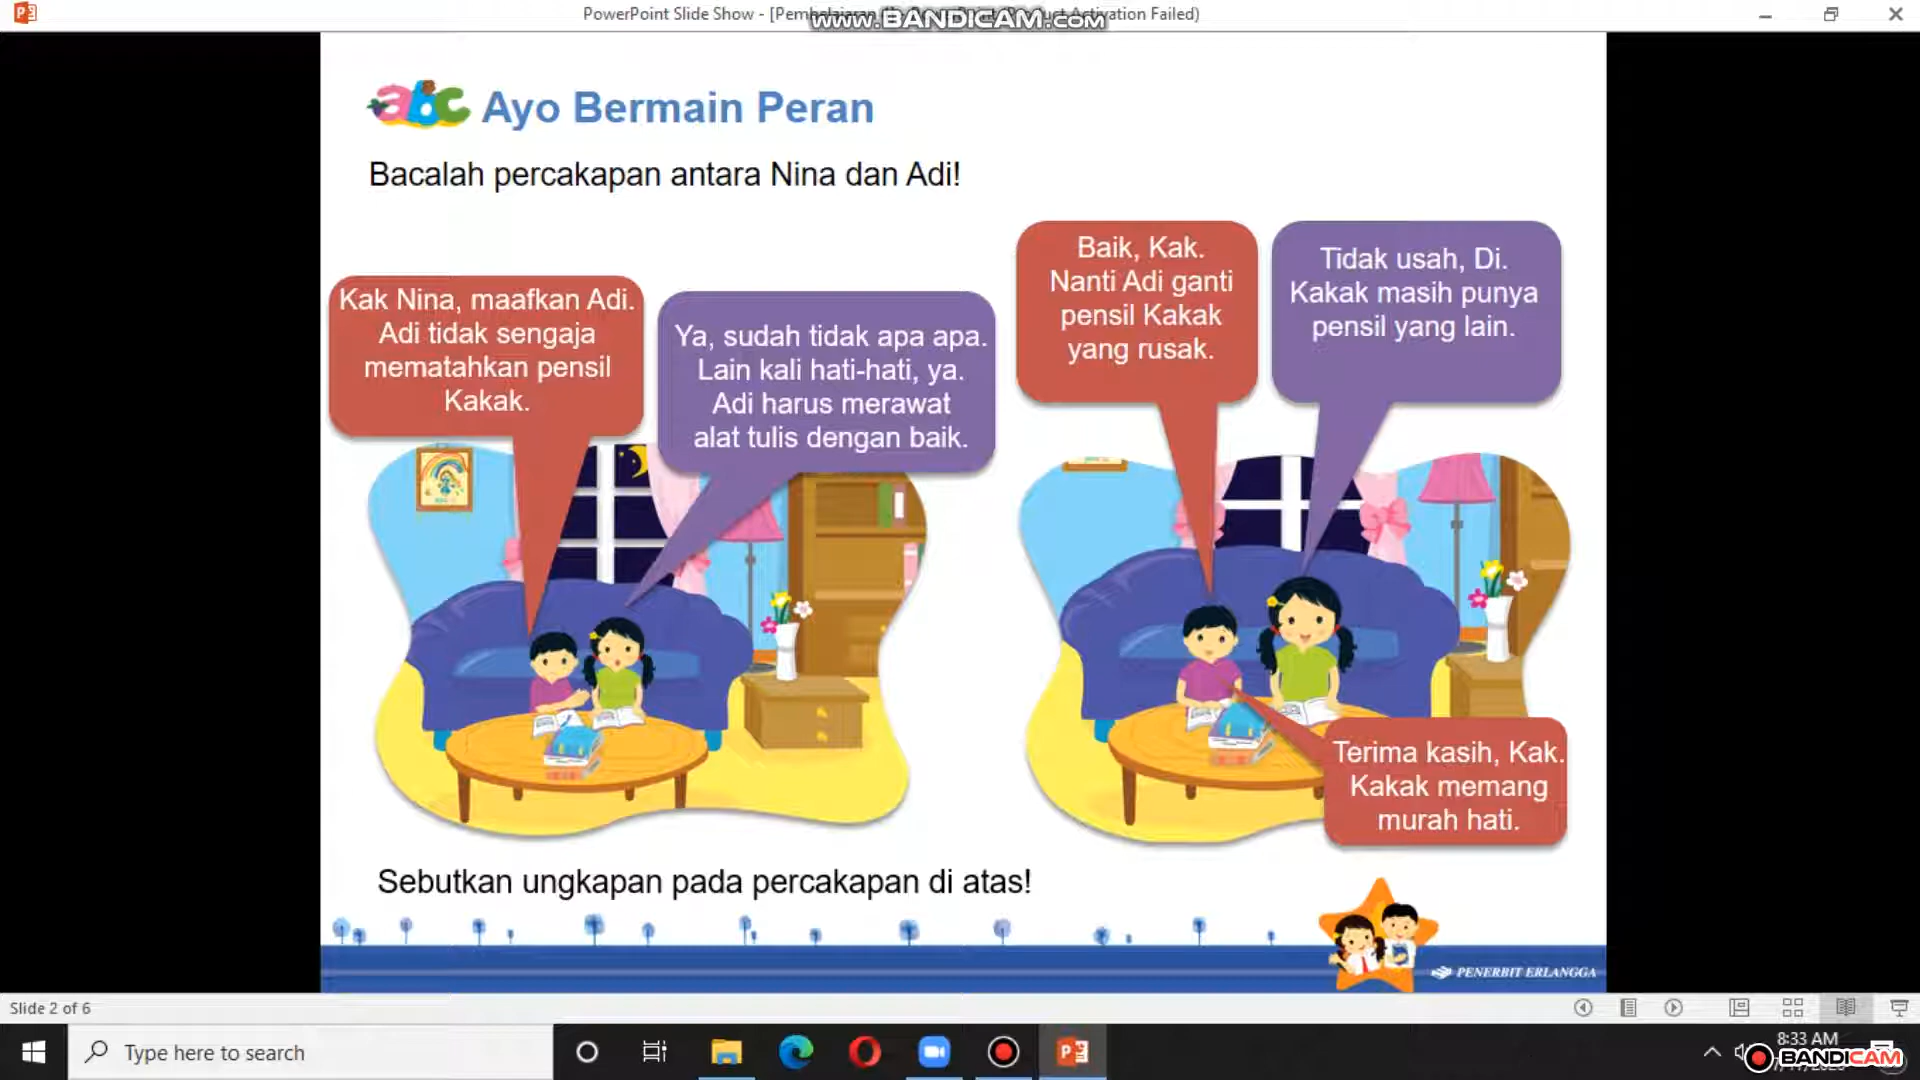 PowerPoint Slide Show - [Pem
Activation Failed)
www.BANDICAM.com
abc Ayo Bermain Peran
Bacalah percakapan antara Nina dan Adi!
Kak Nina, maafkan Adi.
Adi tidak sengaja
mematahkan pensil
Kakak.
Ya, sudah tidak apa apa.
Lain kali hati-hati, ya.
Adi harus merawat
alat tulis dengan baik.
Baik, Kak.
Nanti Adi ganti
pensil Kakak
yang rusak.
Tidak usah, Di.
Kakak masih punya
pensil yang lain.
Terima kasih, Kak.
Kakak memang
murah hati.
Sebutkan ungkapan pada percakapan di atas!
PENERBIT ERLANGGA
Slide 2 of 6
Type here to search
8:33 AM
BANDICAM